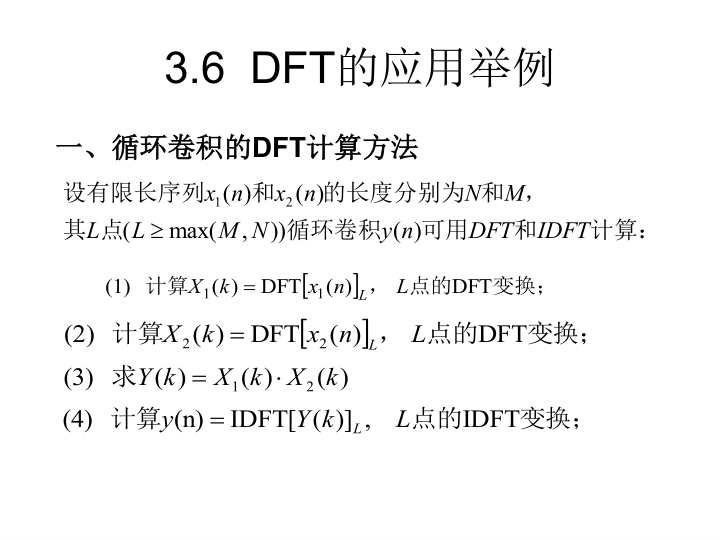 3.6 DFT的应用举例
一、循环卷积的DFT计算方法
设有限长序列x₁(n)和x₂(n)的长度分别为N和M，
其L点(L ≥ max(M, N))循环卷积y(n)可用DFT和IDFT计算：
(1) 计算X₁(k) = DFT[x₁(n)]_L， L点的DFT变换；
(2) 计算X₂(k) = DFT[x₂(n)]_L， L点的DFT变换；
(3) 求Y(k) = X₁(k) · X₂(k)
(4) 计算y(n) = IDFT[Y(k)]_L, L点的IDFT变换；